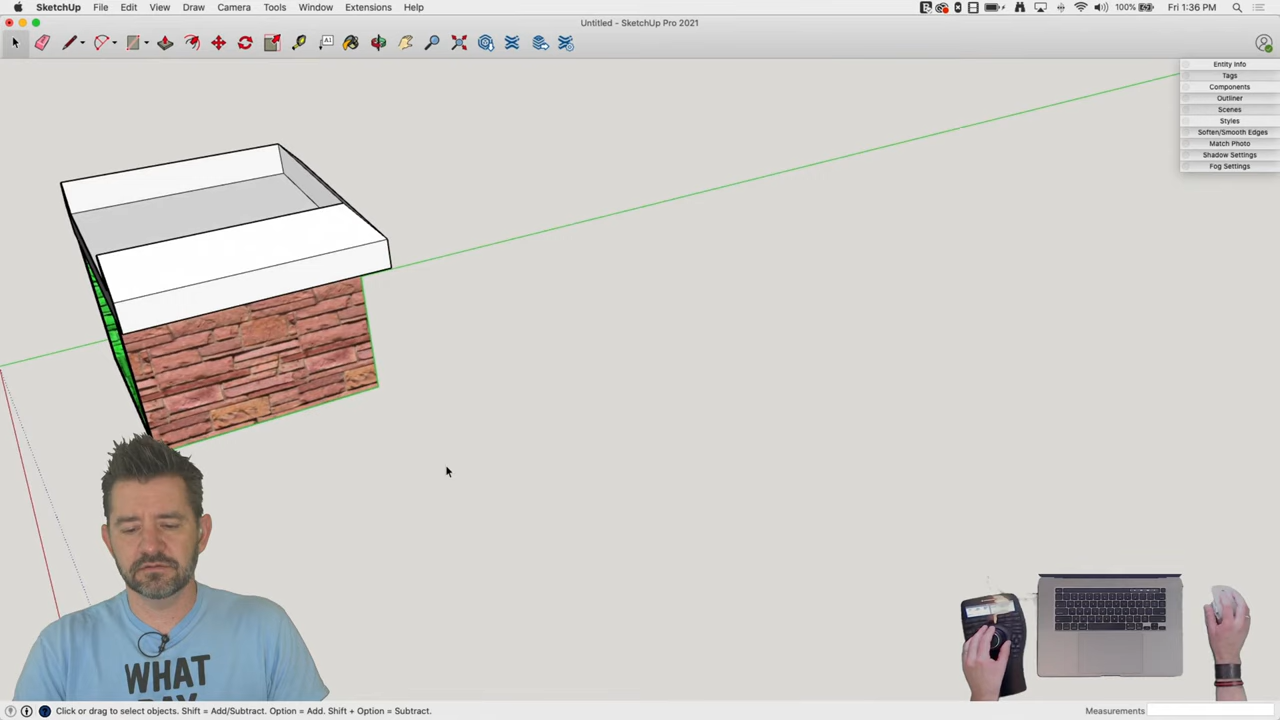 SketchUp File Edit View Draw Camera Tools Window Extensions Help
100% Fri 1:36 PM
Untitled - SketchUp Pro 2021
A1
Entity Info
Tags
Components
Outliner
Scenes
Styles
Soften/Smooth Edges
Match Photo
Shadow Settings
Fog Settings
WHAT
DAY
Click or drag to select objects. Shift = Add/Subtract. Option = Add. Shift + Option = Subtract.
Measurements